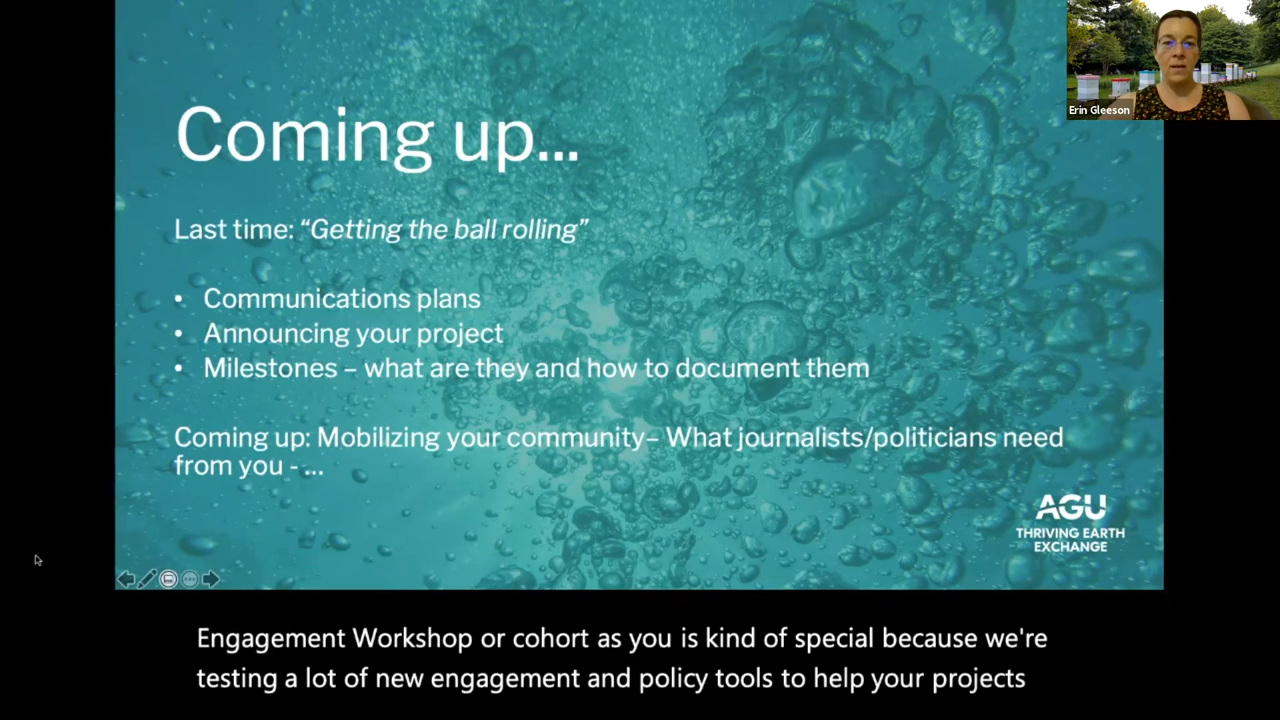 Erin Gleeson
Coming up...
Last time: “Getting the ball rolling”
• Communications plans
• Announcing your project
• Milestones – what are they and how to document them
Coming up: Mobilizing your community– What journalists/politicians need
from you - ...
AGU
THRIVING EARTH
EXCHANGE
Engagement Workshop or cohort as you is kind of special because we're
testing a lot of new engagement and policy tools to help your projects